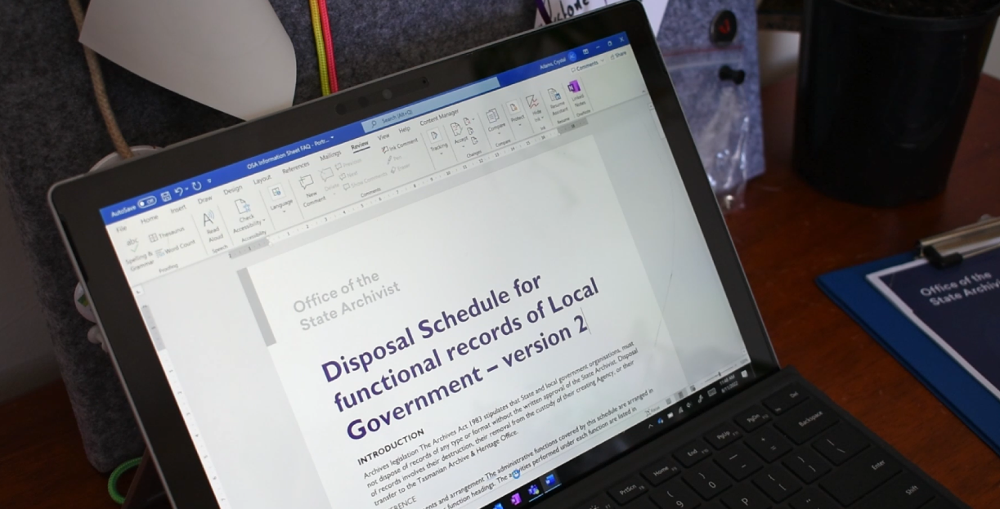 AutoSave Off
OSA Information Sheet FAQ - Portr...
Search (Alt+Q)
Adams, Crystal
File Home Insert Draw Design Layout References Mailings Review View Help Content Manager
Comments Share
abc
Spelling &
Grammar
Thesaurus
Word Count
Proofing
Read
Aloud
Speech
Check
Accessibility
Accessibility
Language
New
Comment
Delete
Previous
Next
Show Comments
Comments
Ink Comment
Pen
Eraser
Tracking
Accept
Changes
Compare
Compare
Protect
Hide
Ink
Ink
Resume
Assistant
Resume
Linked
Notes
OneNote
Office of the
State Archivist
Disposal Schedule for
functional records of Local
Government – version 2
INTRODUCTION
Archives legislation The Archives Act 1983 stipulates that State and local government organisations, must
not dispose of records of any type or format without the written approval of the State Archivist. Disposal
of records involves their destruction, their removal from the custody of their creating Agency, or their
transfer to the Tasmanian Archive & Heritage Office.
ERENCE
ents and arrangement The administrative functions covered by this schedule are arranged in
function headings. The activities performed under each function are listed in
Office of the
State Archivi
PrtScn
Home
End
PgUp
PgDn
Ins
Del
Backspace
Enter
Shift
9
0
P